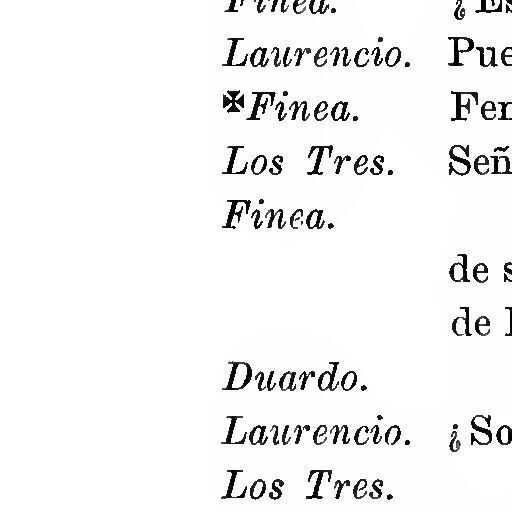 Finea. ¿Es
Laurencio. Pue
✠Finea. Fer
Los Tres. Señ
Finea.
de s
de
Duardo.
Laurencio. ¿So
Los Tres.